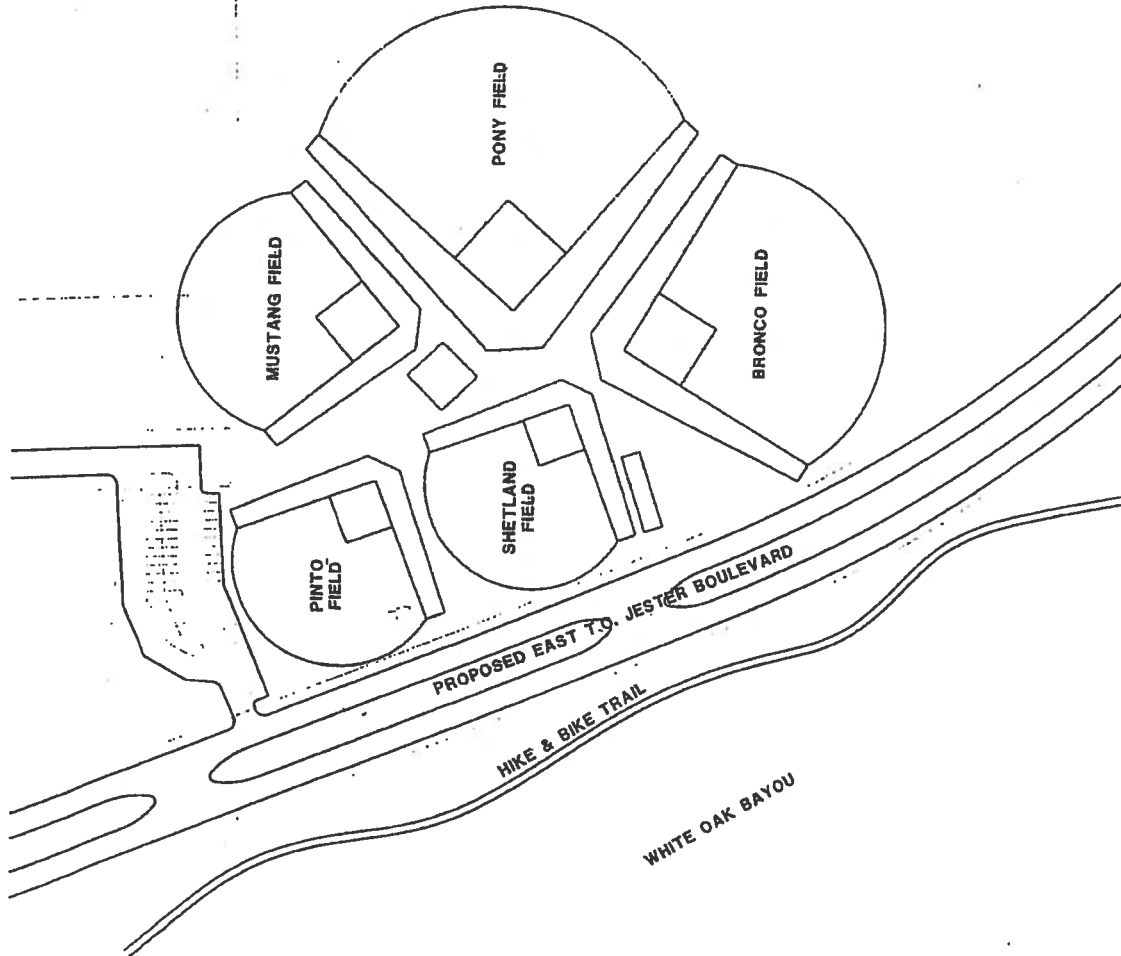 PONY FIELD
MUSTANG FIELD
BRONCO FIELD
SHETLAND
FIELD
PINTO
FIELD
PROPOSED EAST T.C. JESTER BOULEVARD
HIKE & BIKE TRAIL
WHITE OAK BAYOU